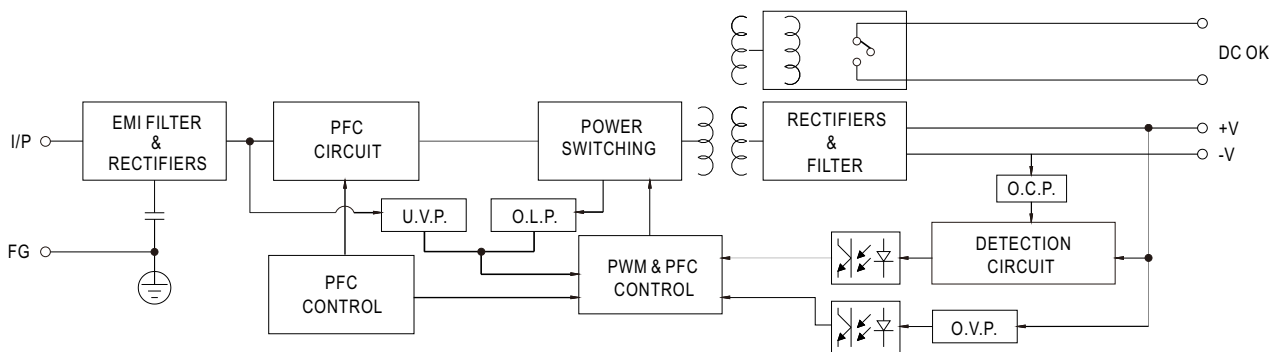 DC OK
I/P
EMI FILTER
&
RECTIFIERS
PFC
CIRCUIT
POWER
SWITCHING
RECTIFIERS
&
FILTER
+V
-V
O.C.P.
U.V.P.
O.L.P.
FG
DETECTION
CIRCUIT
PFC
CONTROL
PWM & PFC
CONTROL
O.V.P.